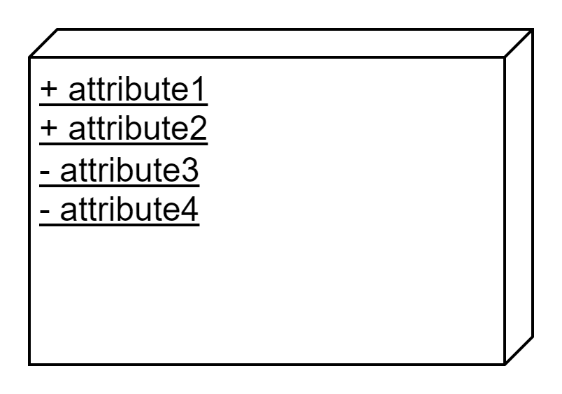 + attribute1
+ attribute2
- attribute3
- attribute4